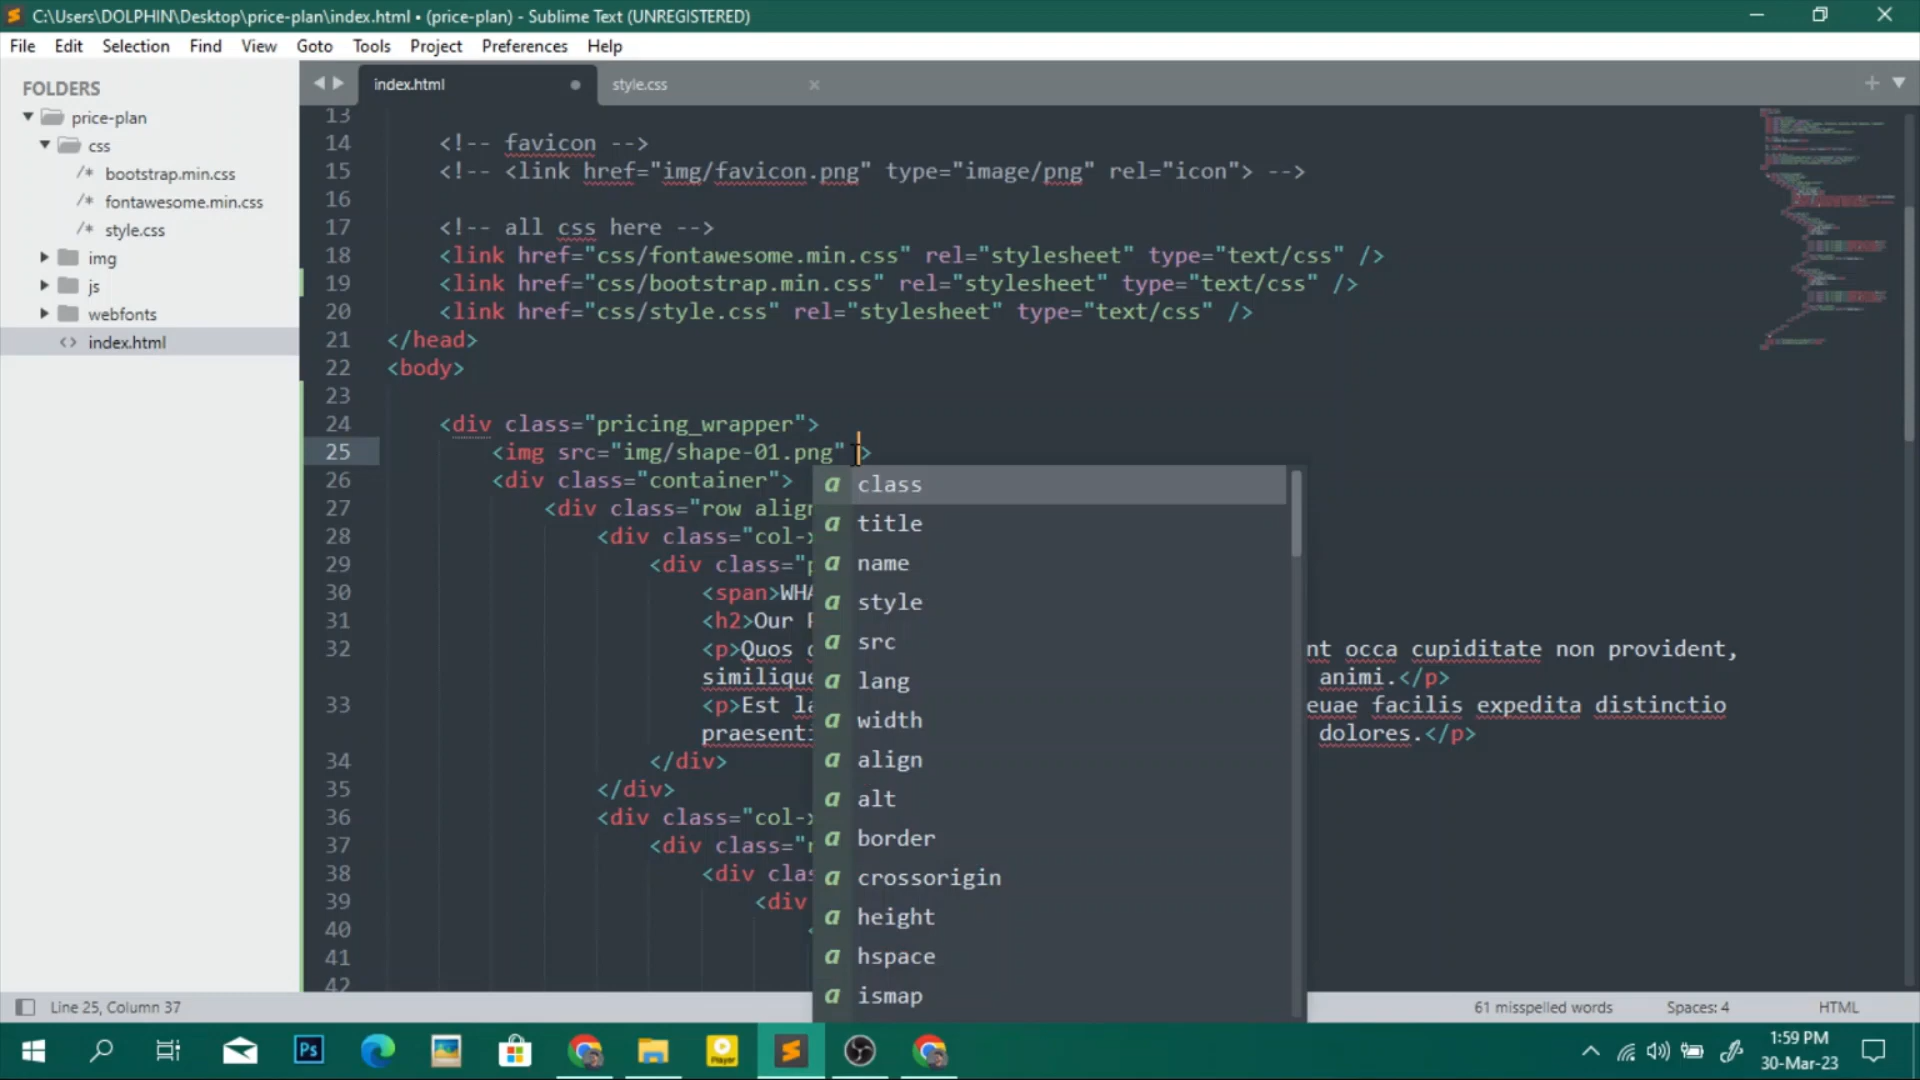 C:\Users\DOLPHIN\Desktop\price-plan\index.html • (price-plan) - Sublime Text (UNREGISTERED)
File Edit Selection Find View Goto Tools Project Preferences Help
FOLDERS
price-plan
css
/* bootstrap.min.css
/* fontawesome.min.css
/* style.css
img
js
webfonts
<> index.html
index.html
style.css
13
14 <!-- favicon -->
15 <!-- <link href="img/favicon.png" type="image/png" rel="icon"> -->
16
17 <!-- all css here -->
18 <link href="css/fontawesome.min.css" rel="stylesheet" type="text/css" />
19 <link href="css/bootstrap.min.css" rel="stylesheet" type="text/css" />
20 <link href="css/style.css" rel="stylesheet" type="text/css" />
21 </head>
22 <body>
23
24 <div class="pricing_wrapper">
25 <img src="img/shape-01.png" >
26 <div class="container">
27 <div class="row
28 <div class="
29 <div class="
30 <span>
31 <h2>Our
32 <p>Quos occa cupiditate non provident,
animi.</p>
33 <p>Est facilis expedita distinctio
dolores.</p>
34 </div>
35 </div>
36 <div class="
37 <div class="
38 <div
39 <div
40
41
42
a class
a title
a name
a style
a src
a lang
a width
a align
a alt
a border
a crossorigin
a height
a hspace
a ismap
Line 25, Column 37
61 misspelled words
Spaces: 4
HTML
Ps
Player
1:59 PM
30-Mar-23